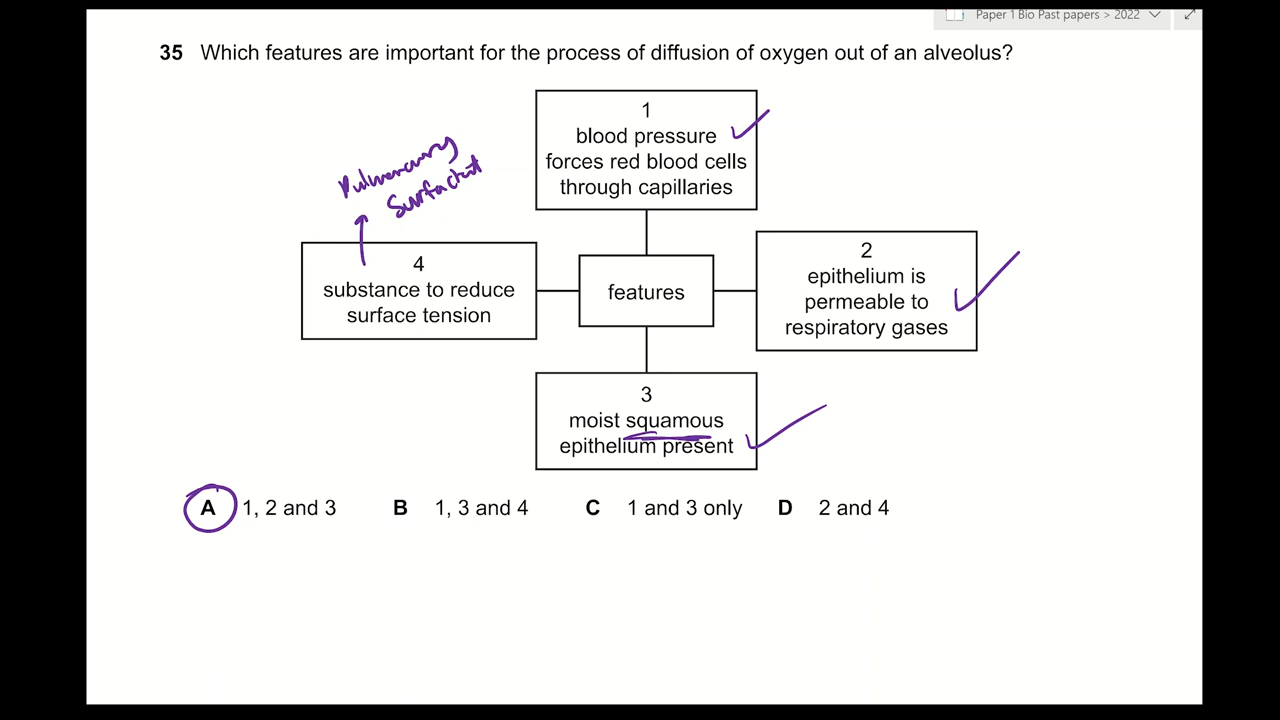 Paper 1 Bio Past papers > 2022
35 Which features are important for the process of diffusion of oxygen out of an alveolus?
1
blood pressure
forces red blood cells
through capillaries
Pulmonary
Surfactant
4
substance to reduce
surface tension
features
2
epithelium is
permeable to
respiratory gases
3
moist squamous
epithelium present
A 1, 2 and 3 B 1, 3 and 4 C 1 and 3 only D 2 and 4